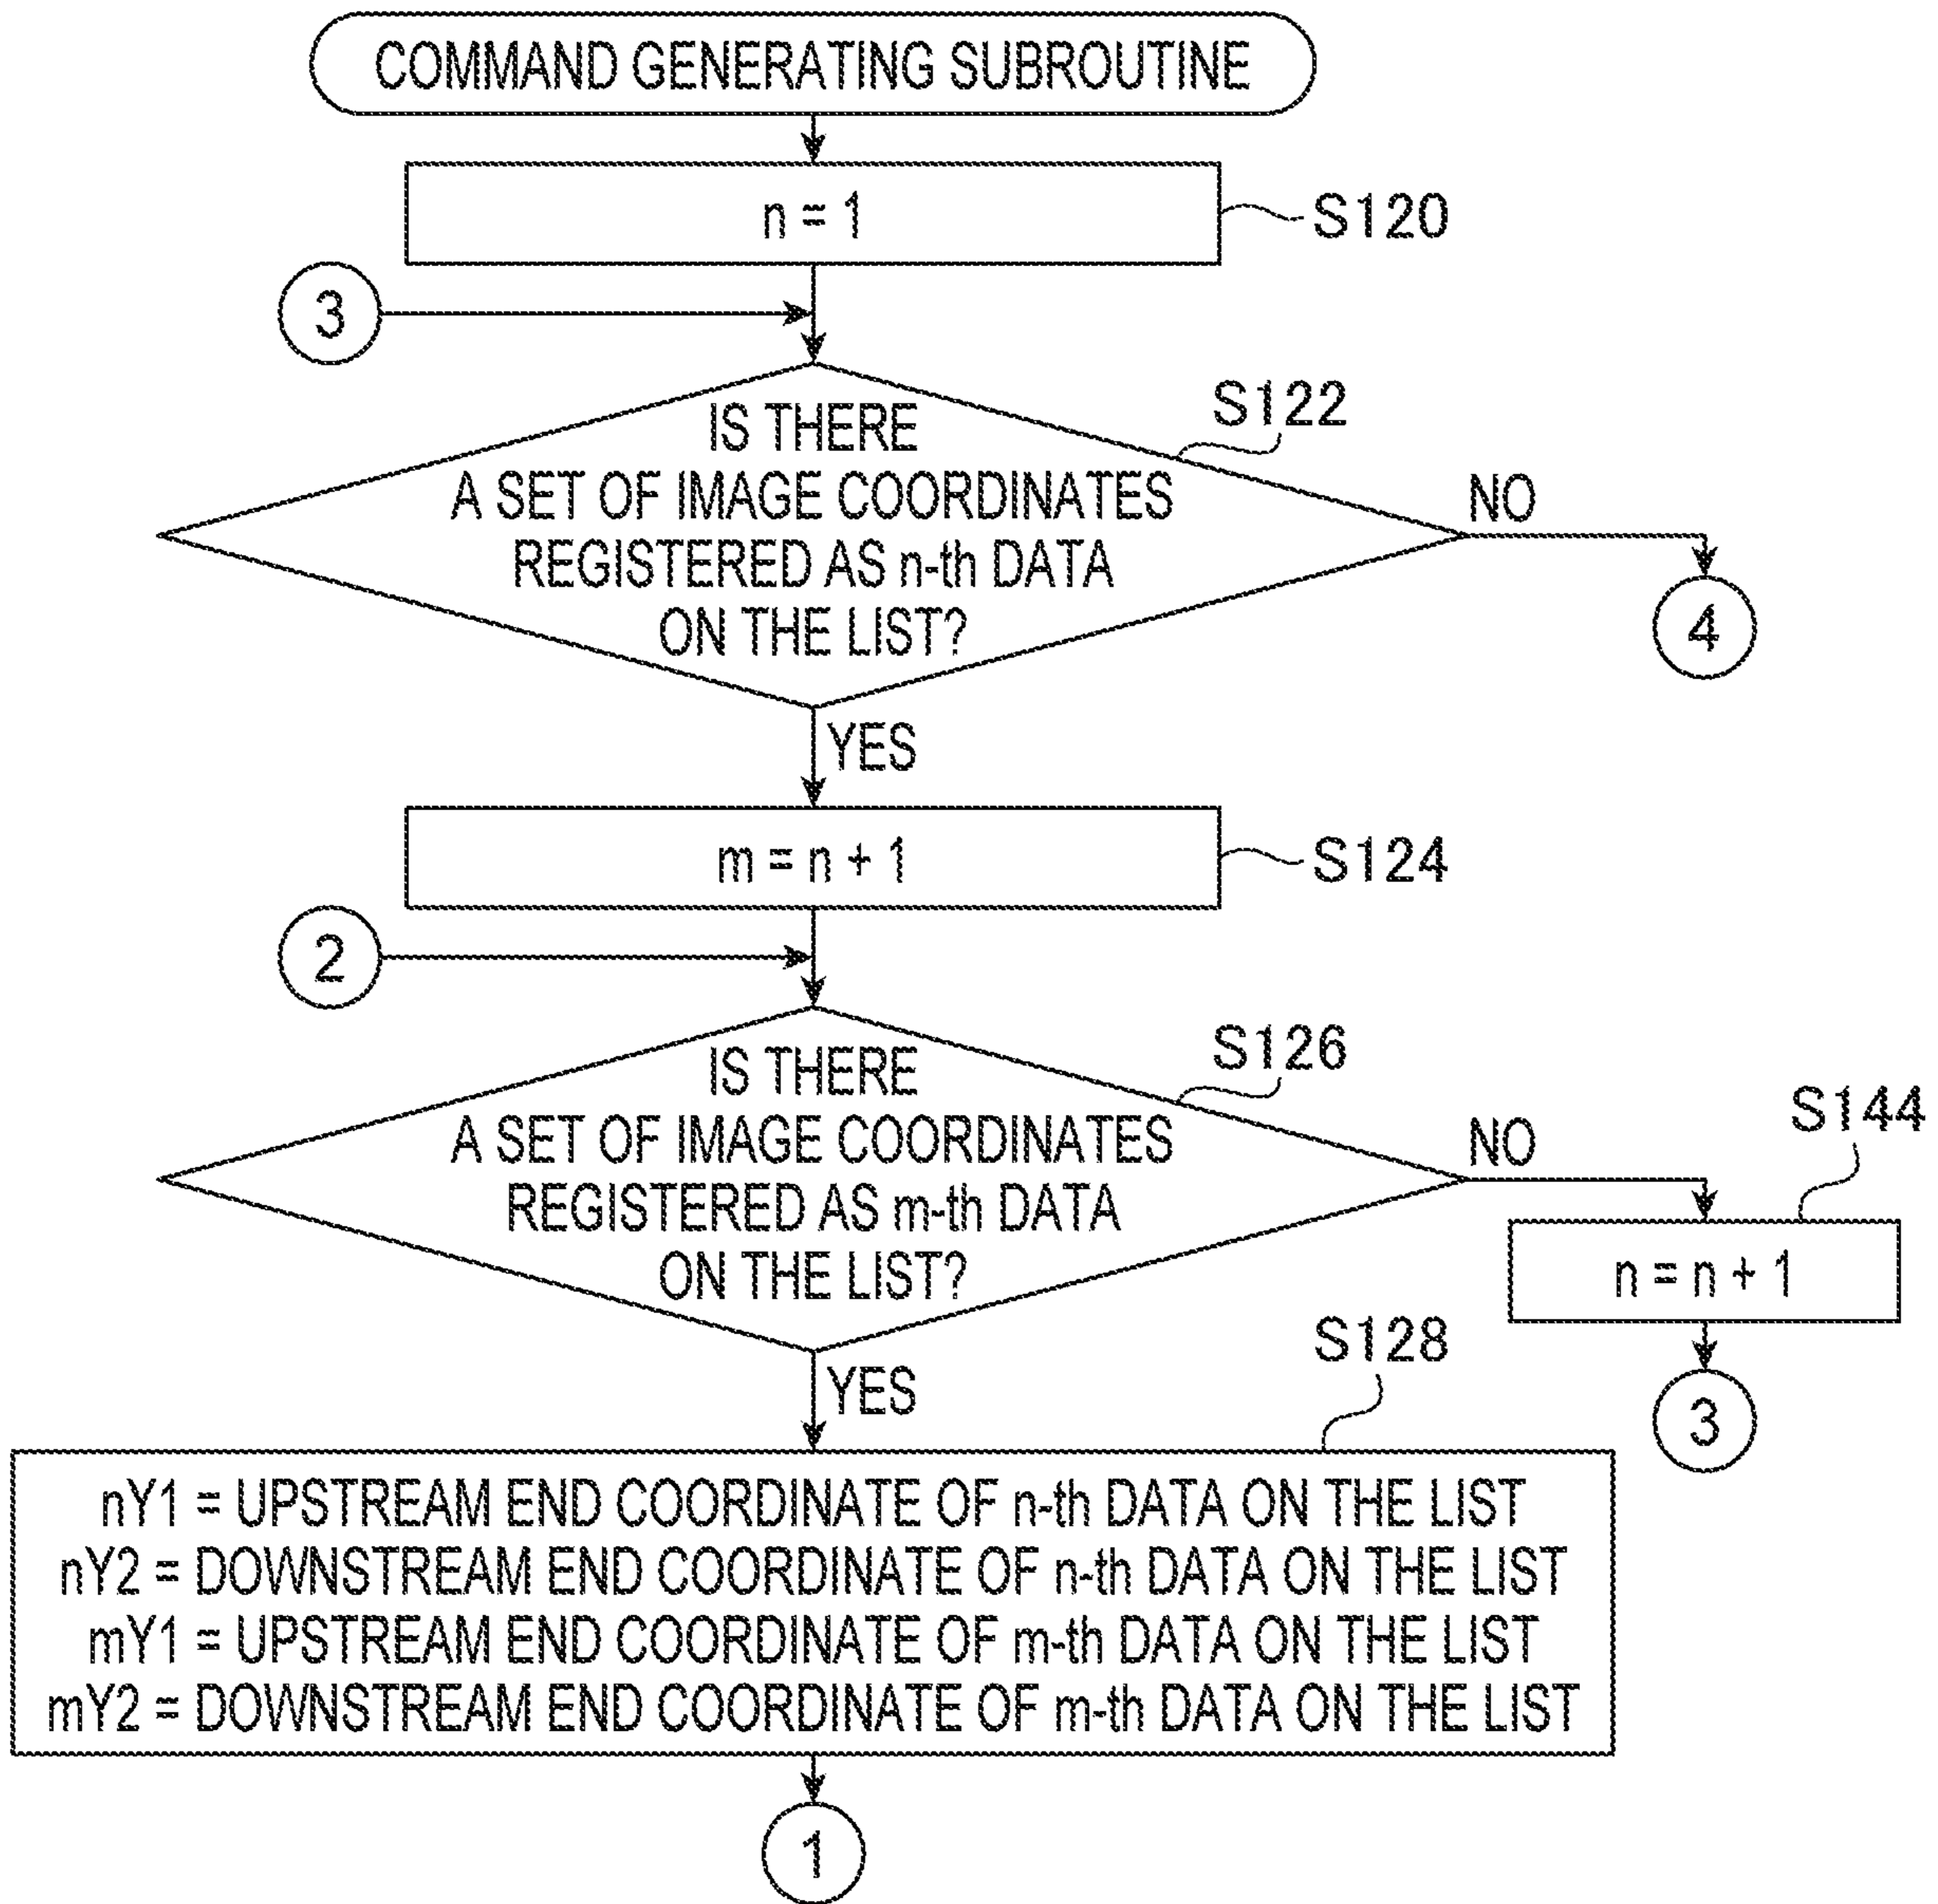 COMMAND GENERATING SUBROUTINE
n = 1
S120
3
IS THERE
A SET OF IMAGE COORDINATES
REGISTERED AS n-th DATA
ON THE LIST?
S122
NO
4
YES
m = n + 1
S124
2
IS THERE
A SET OF IMAGE COORDINATES
REGISTERED AS m-th DATA
ON THE LIST?
S126
NO
S144
n = n + 1
3
YES
S128
nY1 = UPSTREAM END COORDINATE OF n-th DATA ON THE LIST
nY2 = DOWNSTREAM END COORDINATE OF n-th DATA ON THE LIST
mY1 = UPSTREAM END COORDINATE OF m-th DATA ON THE LIST
mY2 = DOWNSTREAM END COORDINATE OF m-th DATA ON THE LIST
1